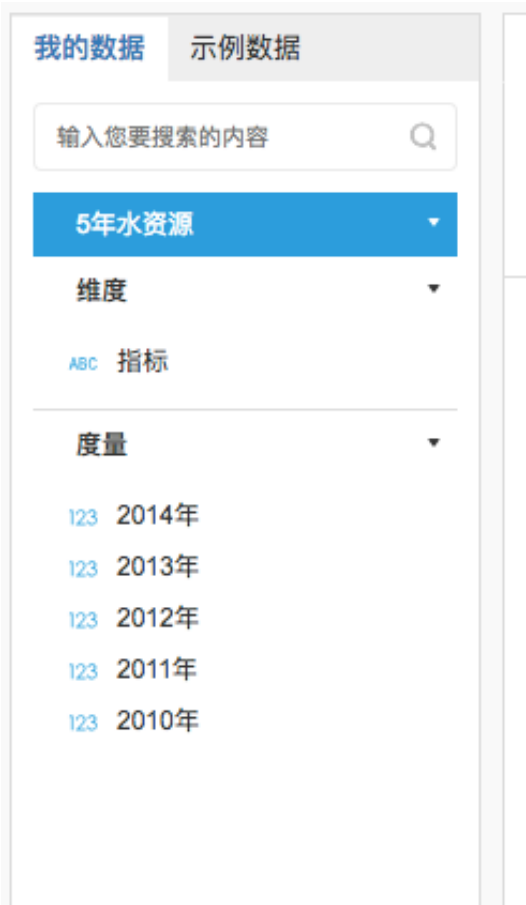 我的数据 示例数据
输入您要搜索的内容
5年水资源
维度
ABC 指标
度量
123 2014年
123 2013年
123 2012年
123 2011年
123 2010年